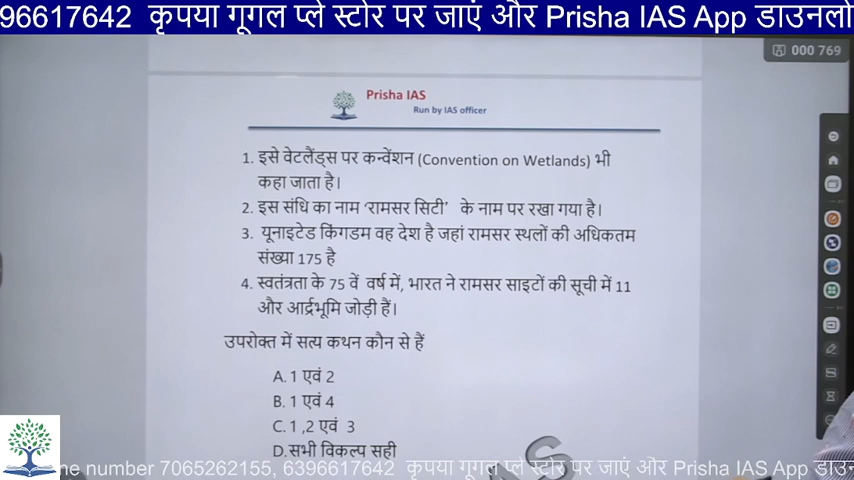 96617642 कृपया गूगल प्ले स्टोर पर जाएं और Prisha IAS App डाउनलो
000 769
Prisha IAS
Run by IAS officer
1. इसे वेटलैंड्स पर कन्वेंशन (Convention on Wetlands) भी
कहा जाता है।
2. इस संधि का नाम ‘रामसर सिटी’ के नाम पर रखा गया है।
3. यूनाइटेड किंगडम वह देश है जहां रामसर स्थलों की अधिकतम
संख्या 175 है
4. स्वतंत्रता के 75 वें वर्ष में, भारत ने रामसर साइटों की सूची में 11
और आर्द्रभूमि जोड़ी हैं।
उपरोक्त में सत्य कथन कौन से हैं
A. 1 एवं 2
B. 1 एवं 4
C. 1 ,2 एवं 3
D. सभी विकल्प सही
IAS
ne number 7065262155, 6396617642 कृपया गूगल प्ले स्टोर पर जाएं और Prisha IAS App डाउन